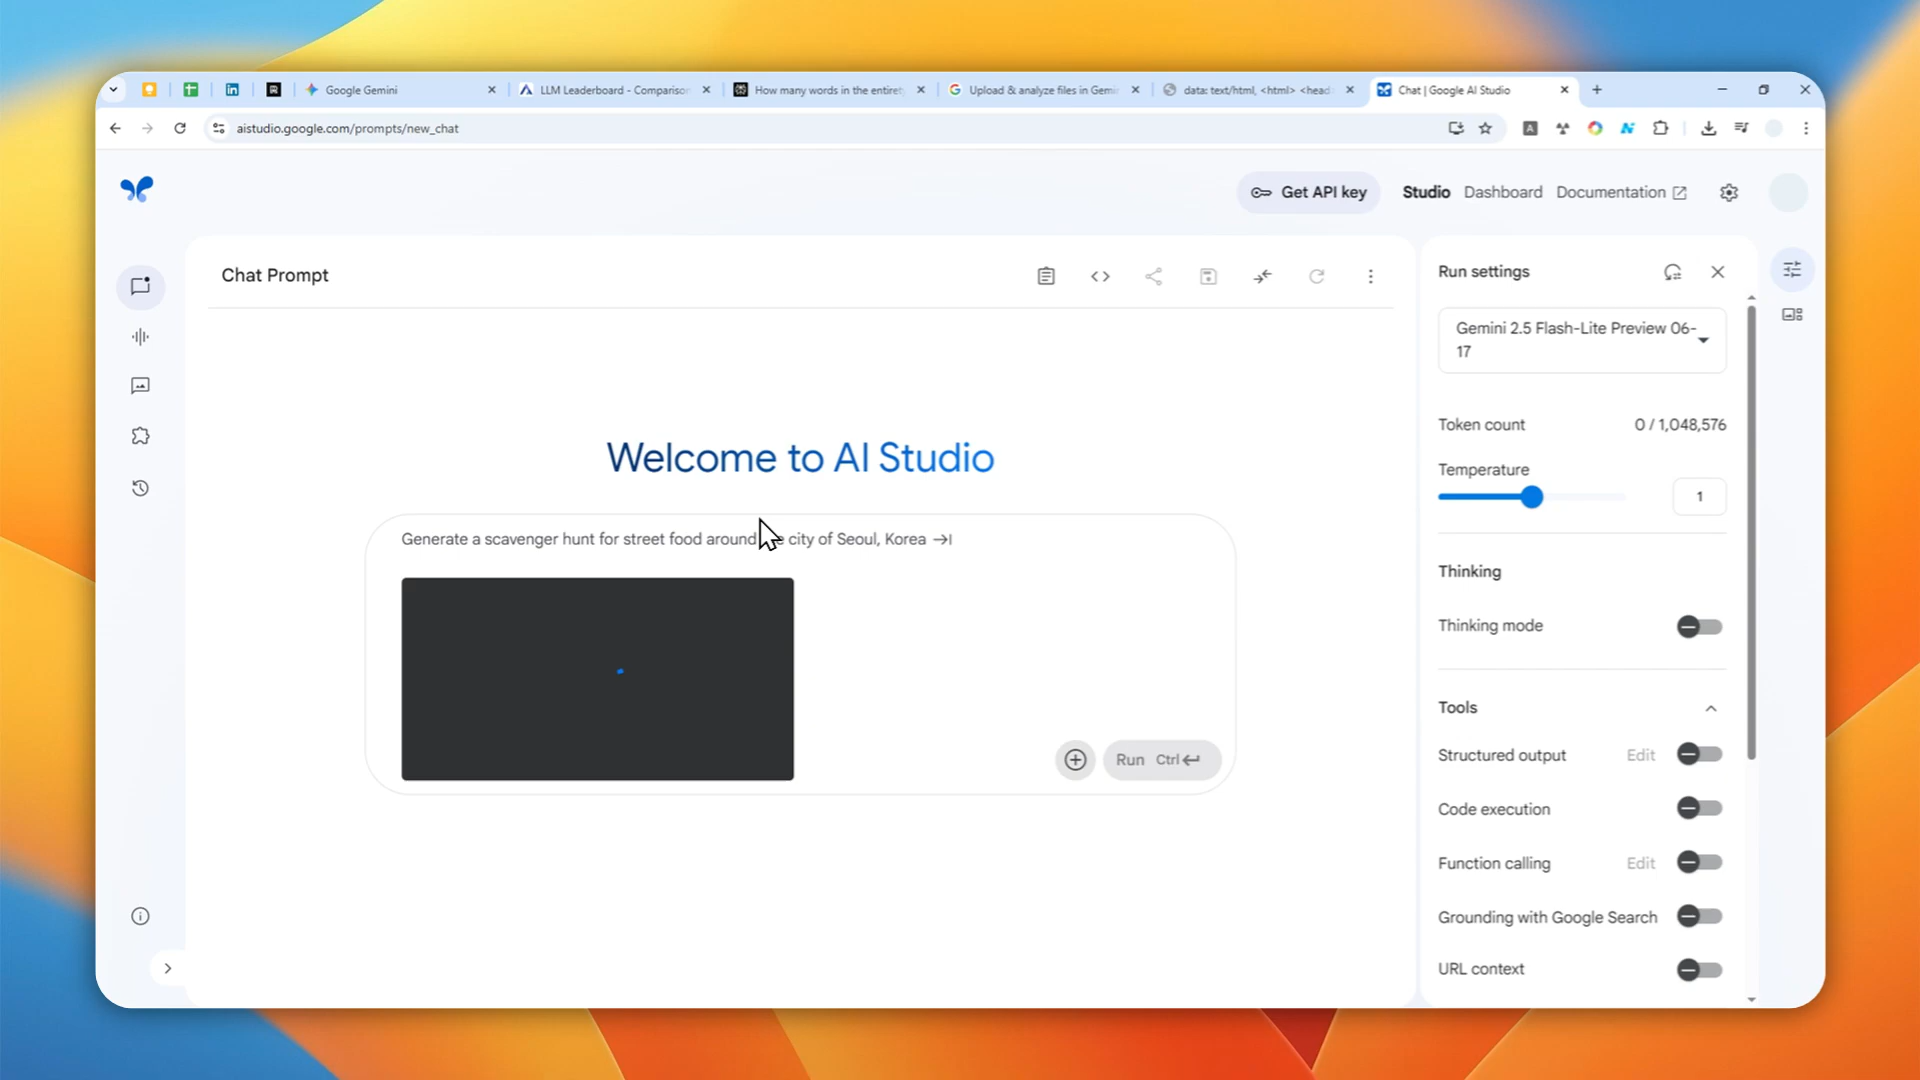 Google Gemini
LLM Leaderboard - Comparison
How many words in the entirety
Upload & analyze files in Gemin
data: text/html, <html> <head>
Chat | Google AI Studio
aistudio.google.com/prompts/new_chat
Get API key
Studio
Dashboard
Documentation
Chat Prompt
Welcome to AI Studio
Generate a scavenger hunt for street food around city of Seoul, Korea
Run Ctrl
Run settings
Gemini 2.5 Flash-Lite Preview 06-
17
Token count 0 / 1,048,576
Temperature
1
Thinking
Thinking mode
Tools
Structured output Edit
Code execution
Function calling Edit
Grounding with Google Search
URL context